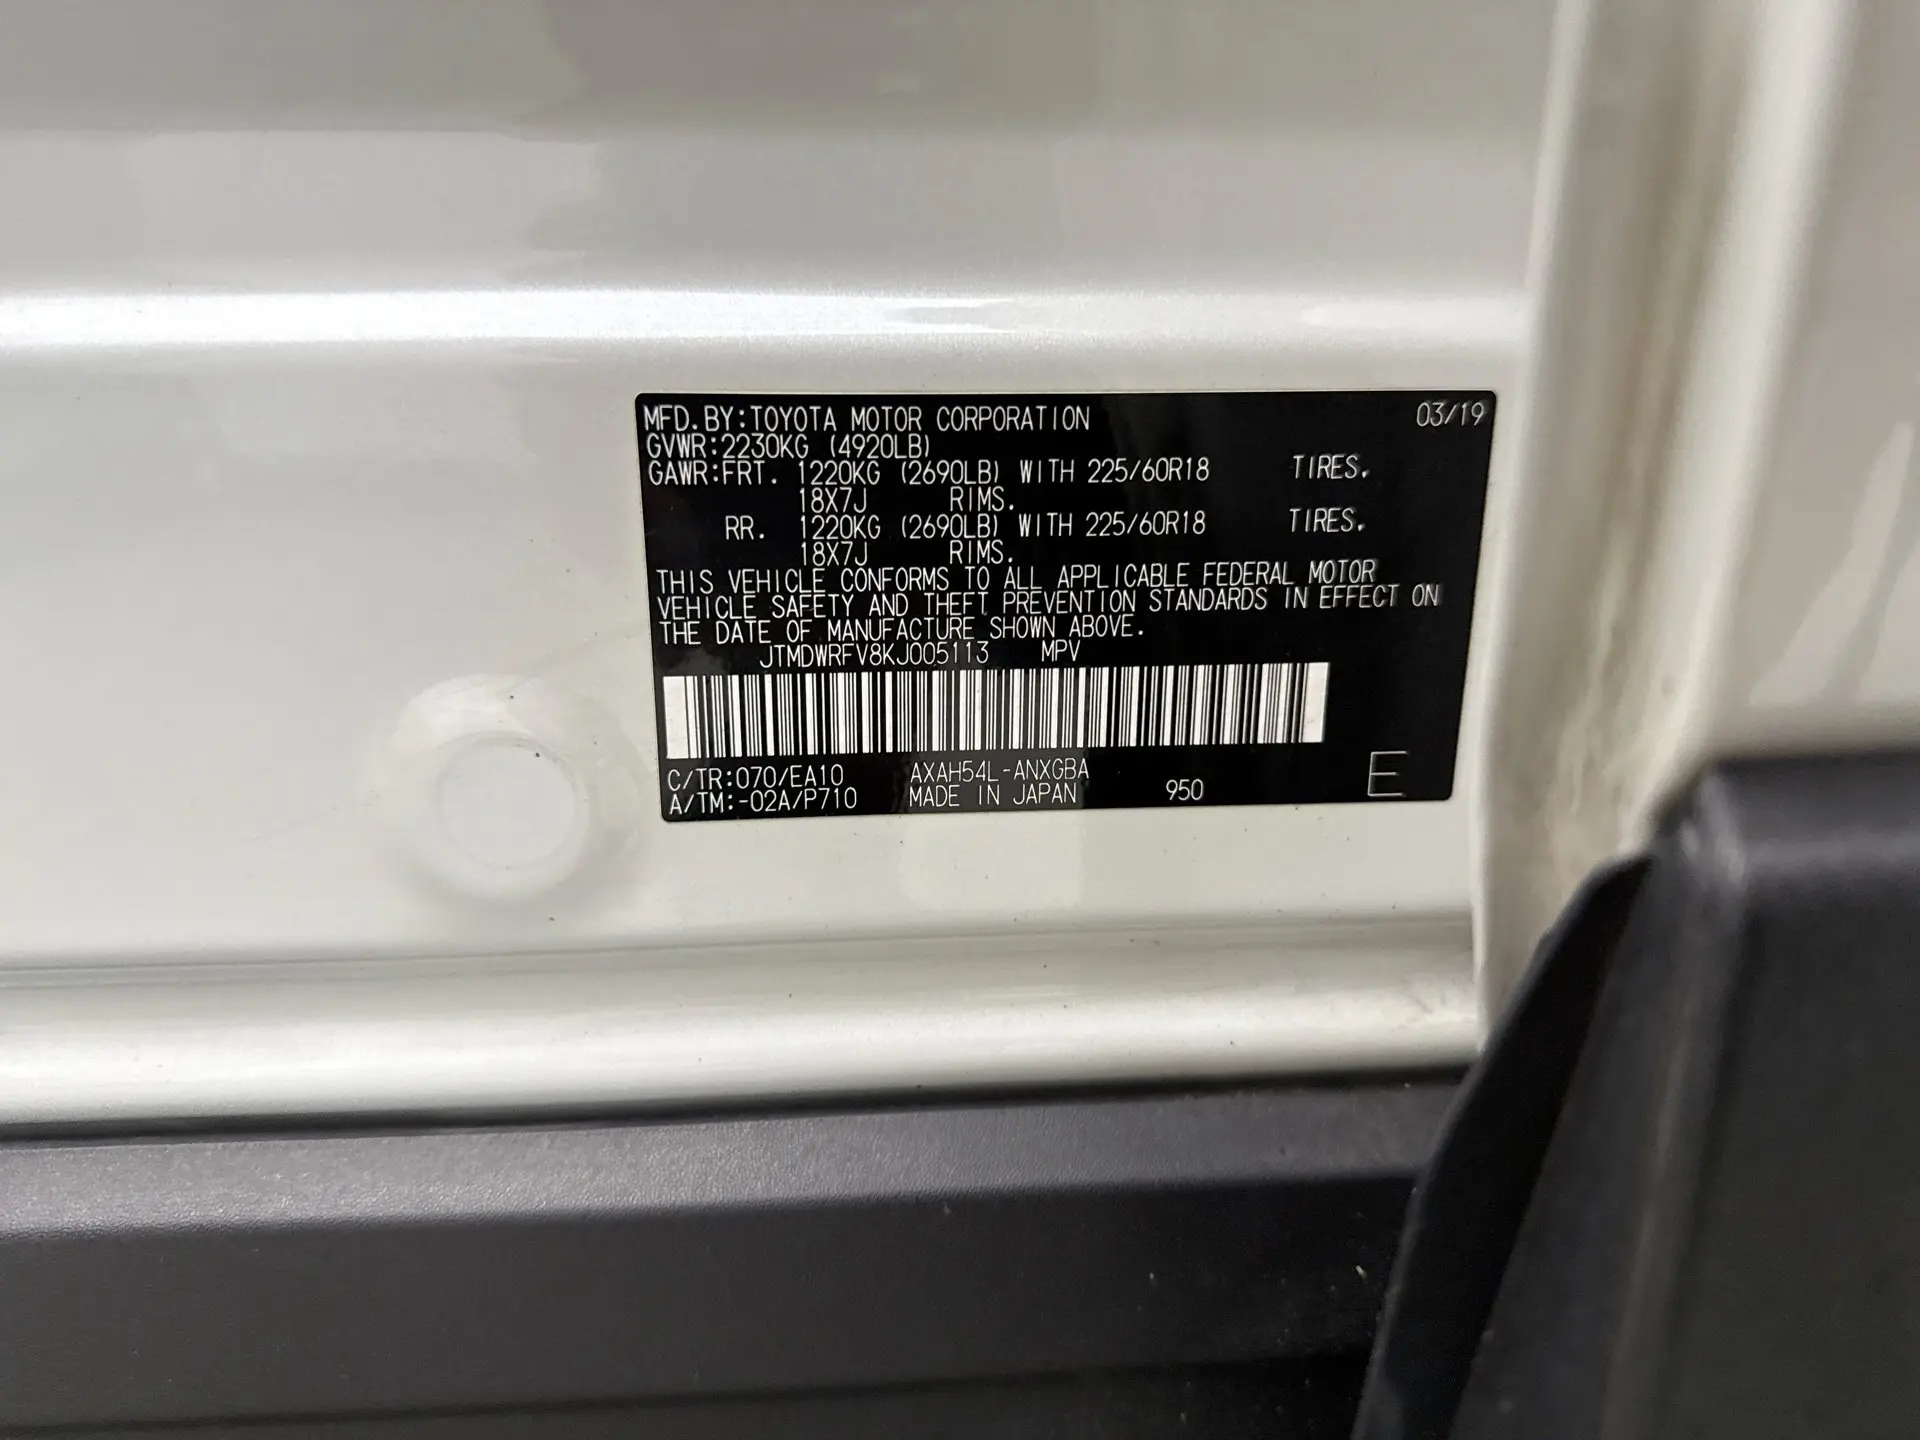 MFD.BY:TOYOTA MOTOR CORPORATION 03/19
GVWR:2230KG (4920LB)
GAWR:FRT. 1220KG (2690LB) WITH 225/60R18 TIRES.
18X7J RIMS.
RR. 1220KG (2690LB) WITH 225/60R18 TIRES.
18X7J RIMS.
THIS VEHICLE CONFORMS TO ALL APPLICABLE FEDERAL MOTOR
VEHICLE SAFETY AND THEFT PREVENTION STANDARDS IN EFFECT ON
THE DATE OF MANUFACTURE SHOWN ABOVE.
JTMDWRFV8KJ005113 MPV
C/TR:070/EA10 AXAH54L-ANXGBA
A/TM:-02A/P710 MADE IN JAPAN 950 E